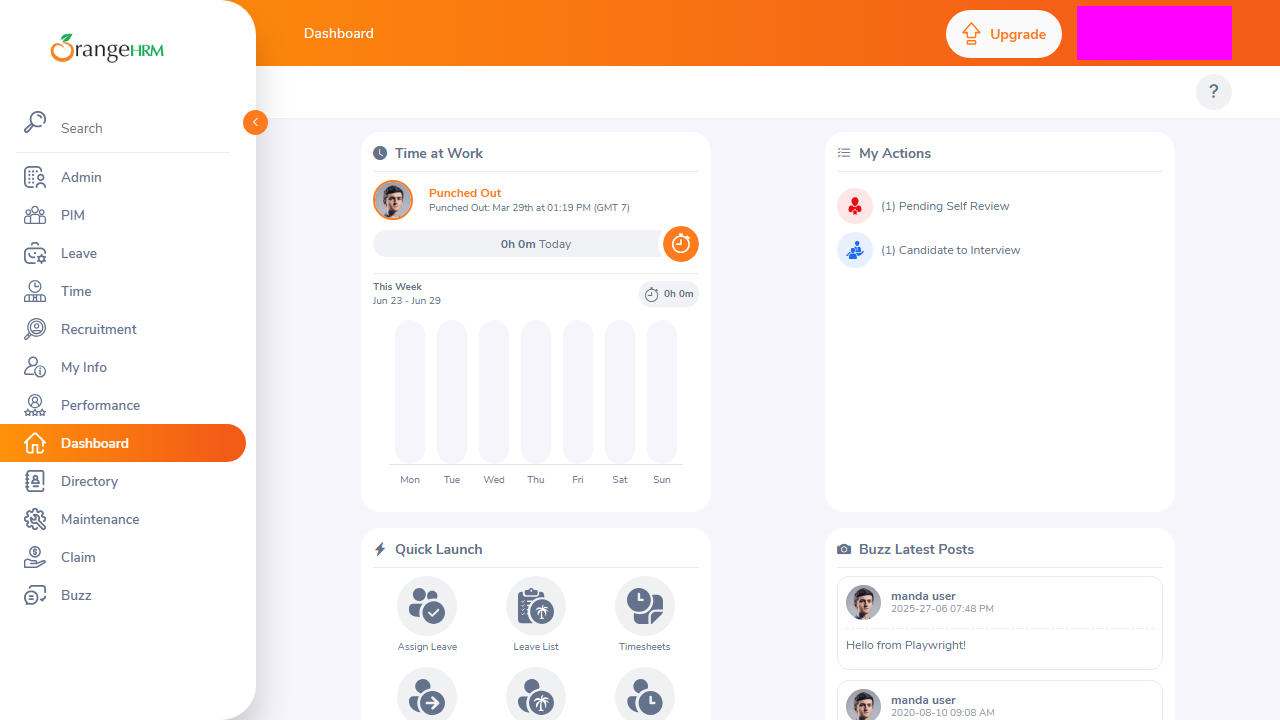 OrangeHRM
Dashboard
Upgrade
?
Search
Admin
PIM
Leave
Time
Recruitment
My Info
Performance
Dashboard
Directory
Maintenance
Claim
Buzz
Time at Work
Punched Out
Punched Out: Mar 29th at 01:19 PM (GMT 7)
0h 0m Today
This Week
Jun 23 - Jun 29
0h 0m
Mon Tue Wed Thu Fri Sat Sun
My Actions
(1) Pending Self Review
(1) Candidate to Interview
Quick Launch
Assign Leave
Leave List
Timesheets
Buzz Latest Posts
manda user
2025-27-06 07:48 PM
Hello from Playwright!
manda user
2020-08-10 09:08 AM